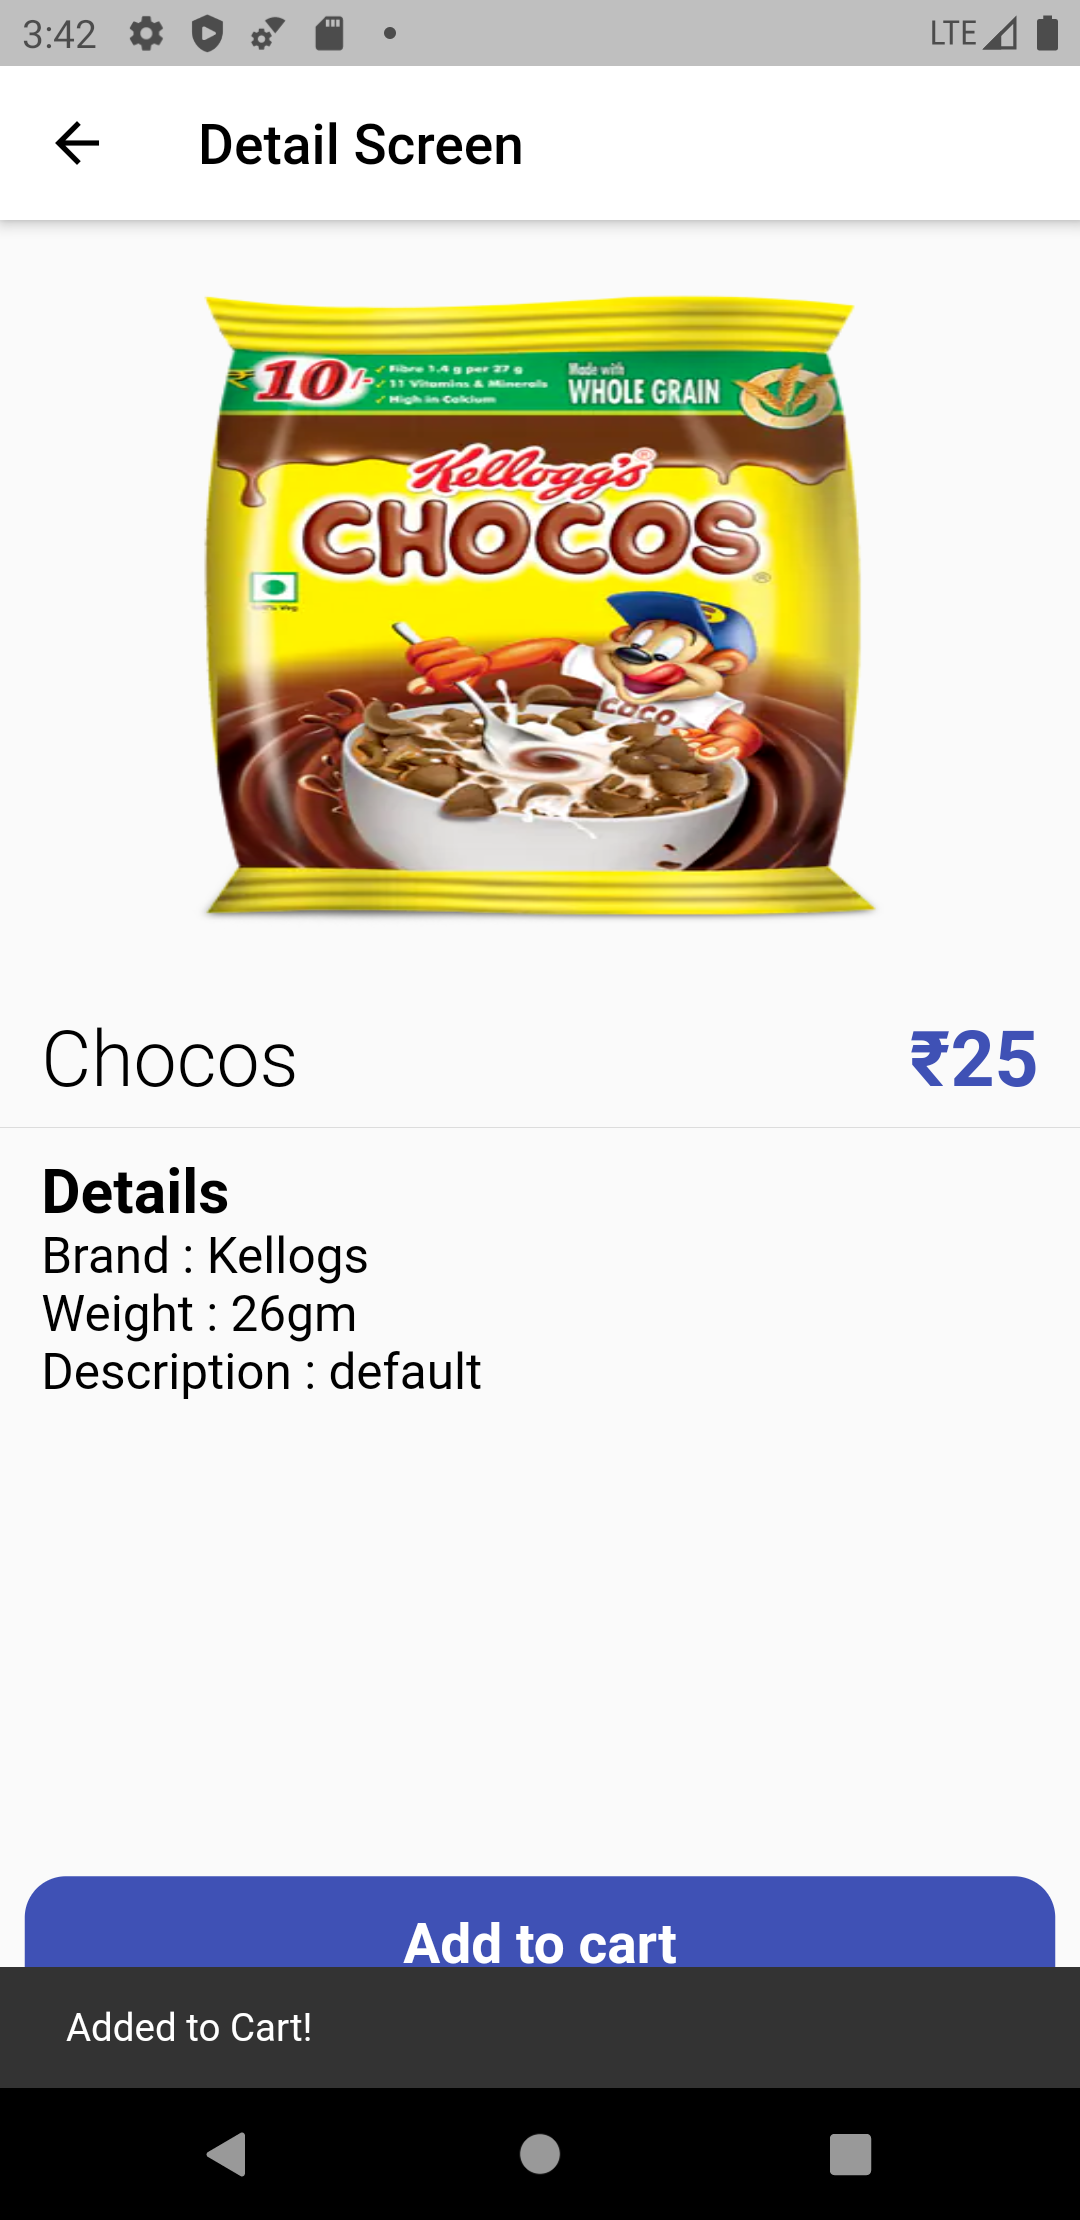 3:42
LTE
Detail Screen
₹10/-
✓ Fibre 1.4 g per 27 g
✓ 11 Vitamins & Minerals
✓ High in Calcium
Made with
WHOLE GRAIN
Kellogg's®
CHOCOS®
100% Veg
COCO
Chocos
₹25
Details
Brand : Kellogs
Weight : 26gm
Description : default
Add to cart
Added to Cart!